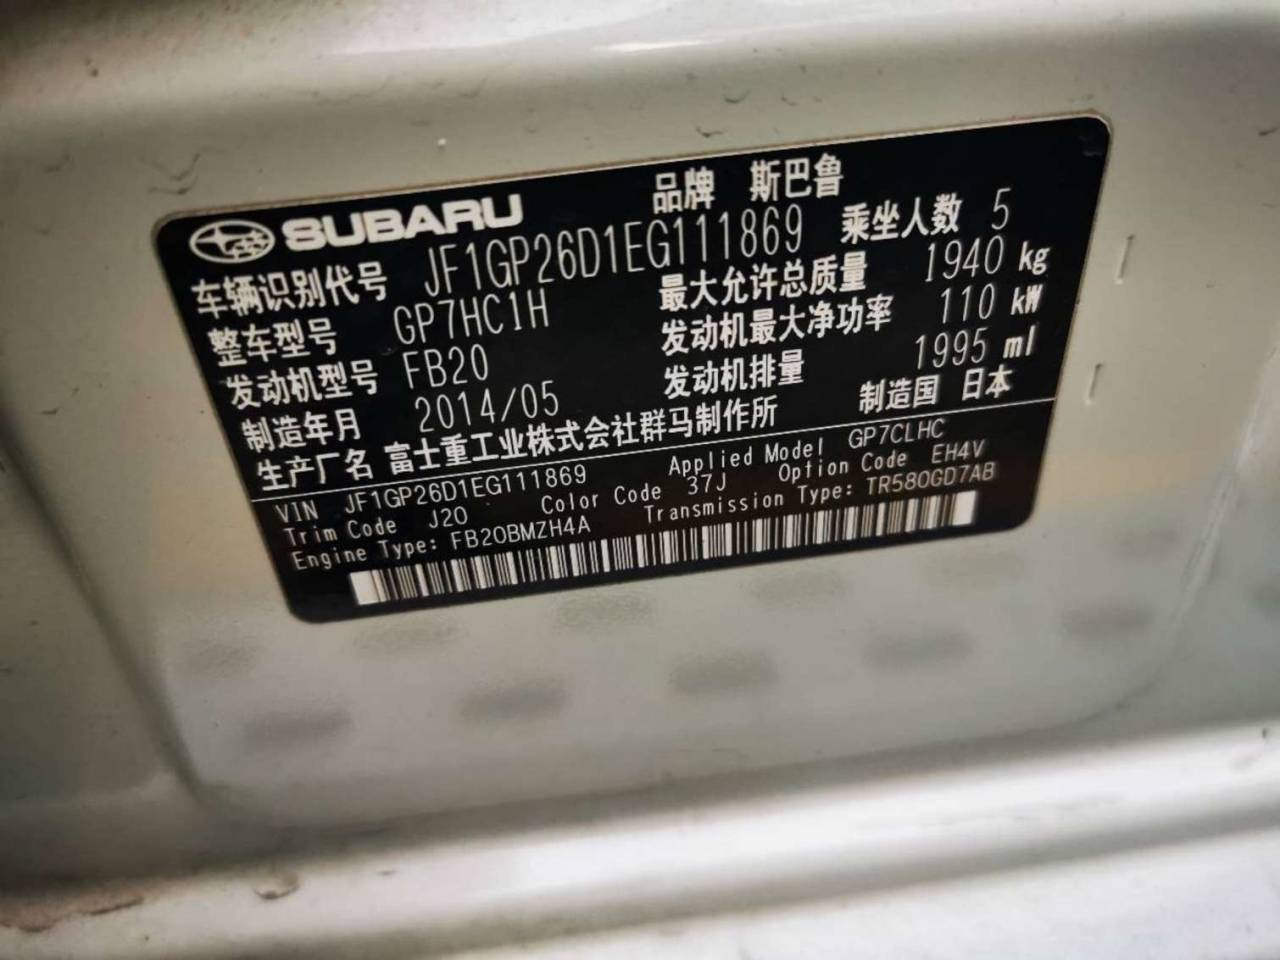 SUBARU 品牌 斯巴鲁
车辆识别代号 JF1GP26D1EG111869 乘坐人数 5
整车型号 GP7HC1H 最大允许总质量 1940 kg
发动机型号 FB20 发动机最大净功率 110 kW
制造年月 2014/05 发动机排量 1995 ml
生产厂名 富士重工业株式会社群马制作所 制造国 日本
VIN JF1GP26D1EG111869 Applied Model GP7CLHC
Trim Code J20 Color Code 37J Option Code EH4V
Engine Type: FB20BMZH4A Transmission Type: TR580GD7AB